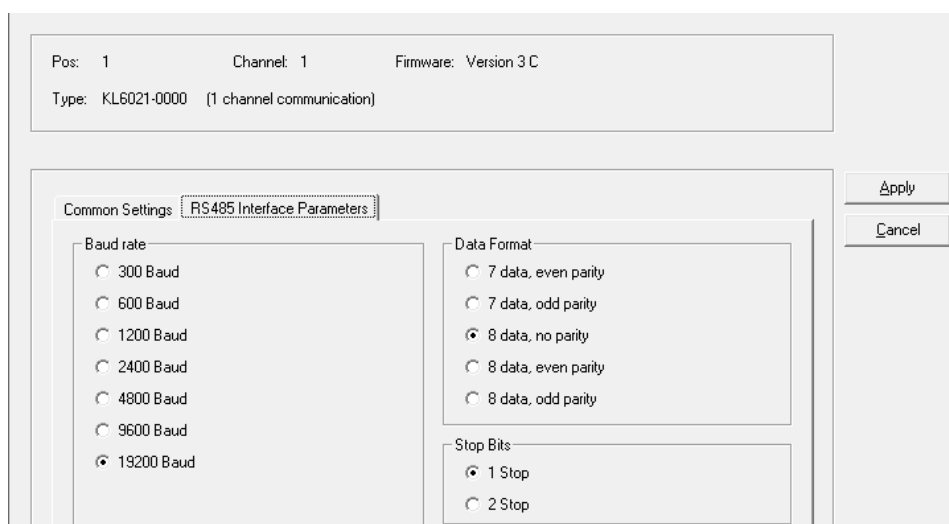 Pos: 1 Channel: 1 Firmware: Version 3 C
Type: KL6021-0000 (1 channel communication)
Apply
Cancel
Common Settings RS485 Interface Parameters
Baud rate
300 Baud
600 Baud
1200 Baud
2400 Baud
4800 Baud
9600 Baud
19200 Baud
Data Format
7 data, even parity
7 data, odd parity
8 data, no parity
8 data, even parity
8 data, odd parity
Stop Bits
1 Stop
2 Stop